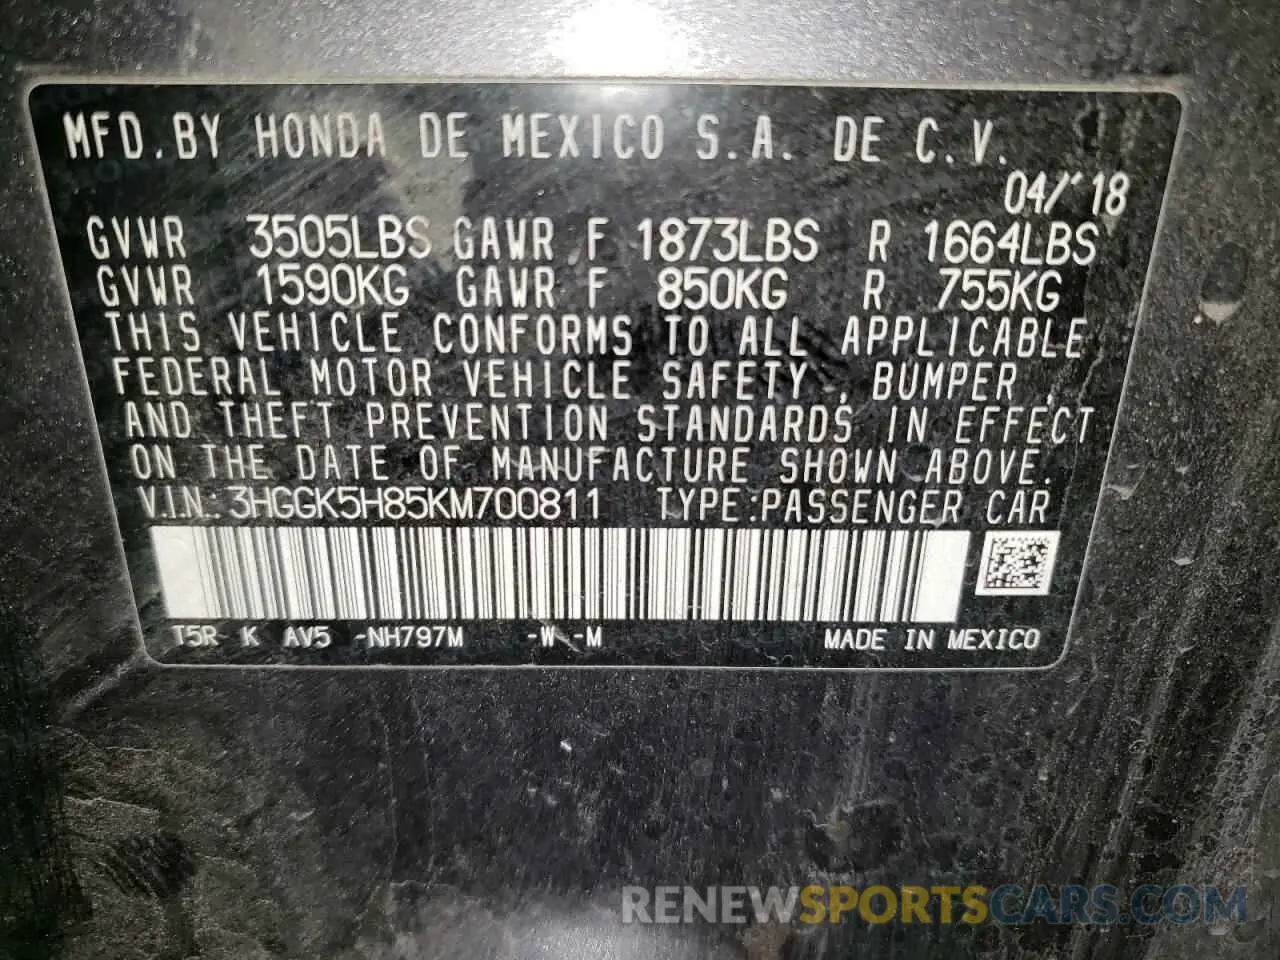 MFD.BY HONDA DE MEXICO S.A. DE C.V.
04/'18
GVWR 3505LBS GAWR F 1873LBS R 1664LBS
GVWR 1590KG GAWR F 850KG R 755KG
THIS VEHICLE CONFORMS TO ALL APPLICABLE
FEDERAL MOTOR VEHICLE SAFETY, BUMPER,
AND THEFT PREVENTION STANDARDS IN EFFECT
ON THE DATE OF MANUFACTURE SHOWN ABOVE.
V.I.N.: 3HGGK5H85KM700811 TYPE:PASSENGER CAR
T5R- K AV5 -NH797M -W -M MADE IN MEXICO
RENEWSPORTSCARS.COM